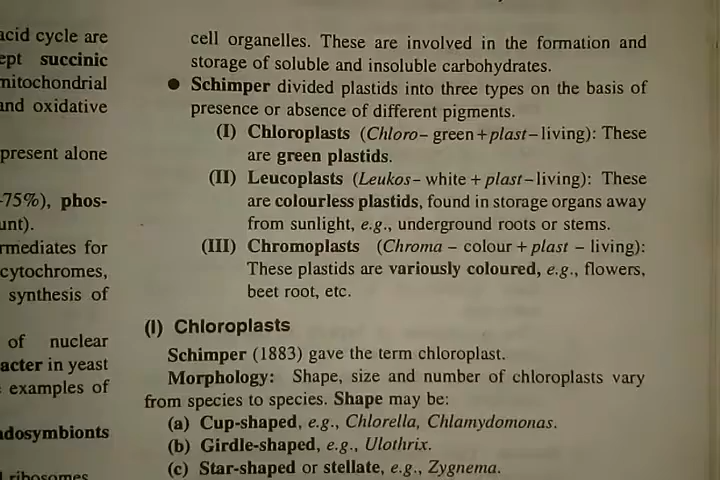 acid cycle are
ept succinic
mitochondrial
and oxidative
present alone
-75%), phos-
unt).
rmediates for
cytochromes,
synthesis of
of nuclear
acter in yeast
examples of
ndosymbionts
ribosomes
cell organelles. These are involved in the formation and
storage of soluble and insoluble carbohydrates.
● Schimper divided plastids into three types on the basis of
presence or absence of different pigments.
(I) Chloroplasts (Chloro– green + plast – living): These
are green plastids.
(II) Leucoplasts (Leukos– white + plast – living): These
are colourless plastids, found in storage organs away
from sunlight, e.g., underground roots or stems.
(III) Chromoplasts (Chroma – colour + plast – living):
These plastids are variously coloured, e.g., flowers,
beet root, etc.
(I) Chloroplasts
Schimper (1883) gave the term chloroplast.
Morphology: Shape, size and number of chloroplasts vary
from species to species. Shape may be:
(a) Cup-shaped, e.g., Chlorella, Chlamydomonas.
(b) Girdle-shaped, e.g., Ulothrix.
(c) Star-shaped or stellate, e.g., Zygnema.